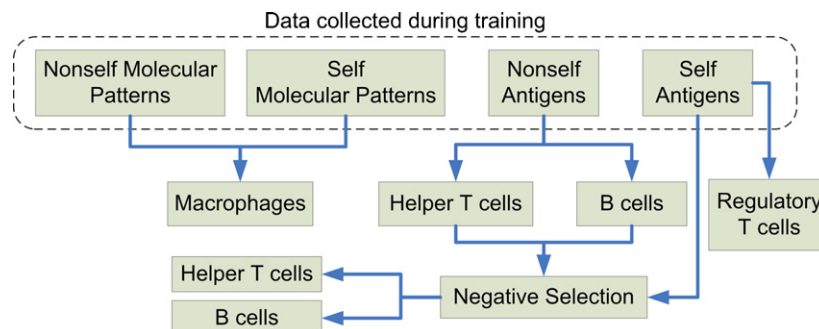 Data collected during training
Nonself Molecular
Patterns
Self
Molecular Patterns
Nonself
Antigens
Self
Antigens
Macrophages
Helper T cells
B cells
Regulatory
T cells
Helper T cells
B cells
Negative Selection